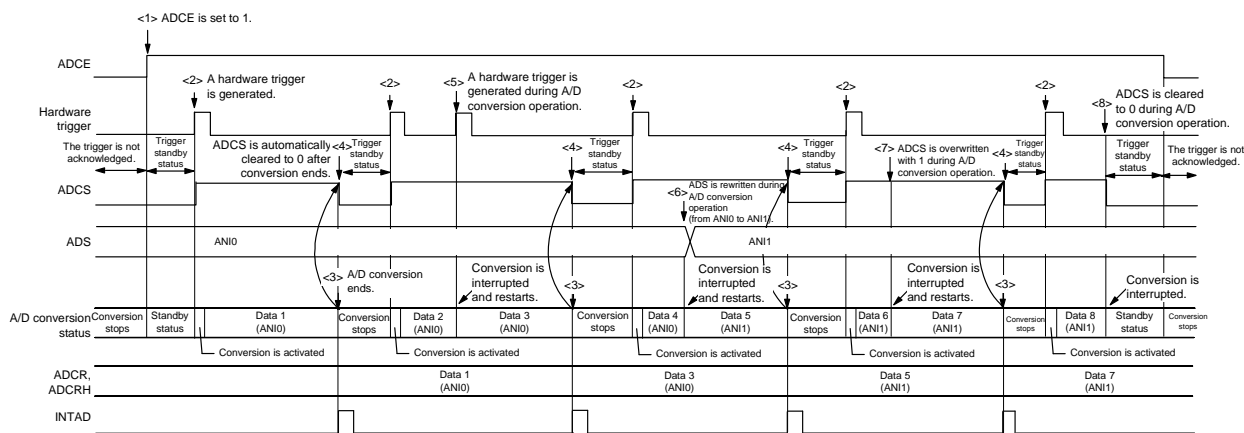 <1> ADCE is set to 1.
ADCE
<2> A hardware trigger
is generated.
<2>
<5> A hardware trigger is
generated during A/D
conversion operation.
<2>
<2>
<2>
<8> ADCS is cleared
to 0 during A/D
conversion operation.
Hardware
trigger
The trigger is not
acknowledged.
Trigger
standby
status
ADCS is automatically
cleared to 0 after
conversion ends.
<4>
Trigger
standby
status
<4>
Trigger
standby
status
<4>
Trigger
standby
status
<7> ADCS is overwritten
with 1 during A/D
conversion operation.
<4>
Trigger
standby
status
Trigger
standby
status
The trigger is not
acknowledged.
ADCS
<6> ADS is rewritten during
A/D conversion
operation
(from ANI0 to ANI1).
ADS
ANI0
ANI1
<3> A/D conversion
ends.
Conversion is
interrupted
and restarts.
<3>
Conversion is
interrupted
and restarts.
<3>
Conversion is
interrupted
and restarts.
<3>
Conversion is
interrupted.
A/D conversion
status
Conversion
stops
Standby
status
Data 1
(ANI0)
Conversion
stops
Data 2
(ANI0)
Data 3
(ANI0)
Conversion
stops
Data 4
(ANI0)
Data 5
(ANI1)
Conversion
stops
Data 6
(ANI1)
Data 7
(ANI1)
Conversion
stops
Data 8
(ANI1)
Standby
status
Conversion
stops
Conversion is activated
Conversion is activated
Conversion is activated
Conversion is activated
Conversion is activated
ADCR,
ADCRH
Data 1
(ANI0)
Data 3
(ANI0)
Data 5
(ANI1)
Data 7
(ANI1)
INTAD